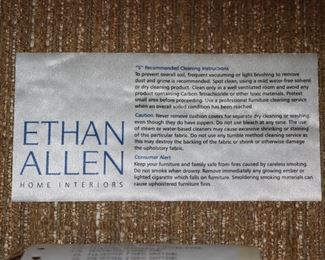 "S" Recommended Cleaning Instructions
To prevent overall soil, frequent vacuuming or light brushing to remove
dust and grime is recommended. Spot clean, using a mild water-free solvent
or dry cleaning product. Clean only in a well ventilated room and avoid any
product containing Carbon Tetrachloride or other toxic materials. Pretest
small area before proceeding. Use a professional furniture cleaning service
when an overall soiled condition has been reached
Caution: Never remove cushion covers for separate dry cleaning or washing
even though they do have zippers. Do not use bleach at any time. The use
of steam or water-based cleaners may cause excessive shrinking or staining
of this particular fabric. Do not use any tumble method cleaning service as
this may destroy the backing of the fabric or shrink or otherwise damage
the upholstery fabric.
Consumer Alert
Keep your furniture and family safe from fires caused by careless smoking.
Do not smoke when drowsy. Remove immediately any glowing ember or
lighted cigarette which falls on furniture. Smoldering smoking materials can
cause upholstered furniture fires.
ETHAN
ALLEN
HOME INTERIORS